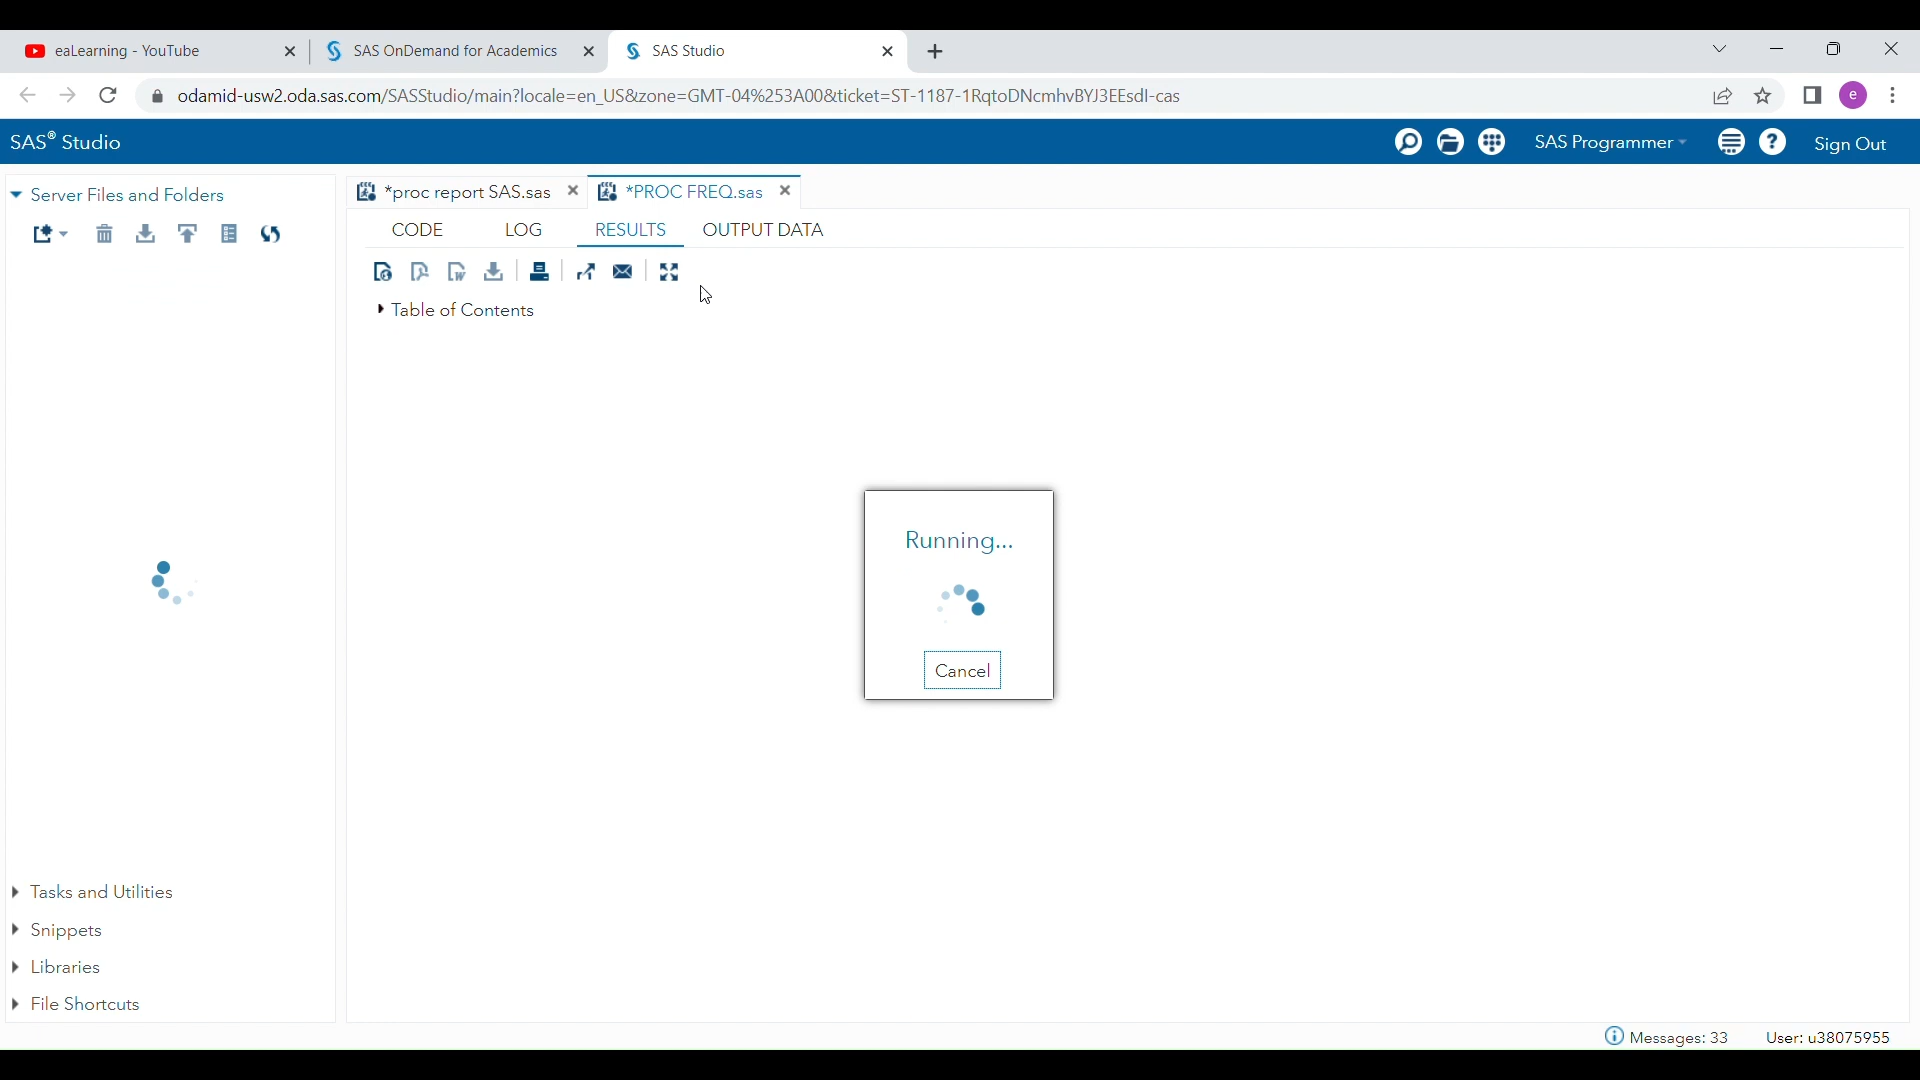 eaLearning - YouTube
SAS OnDemand for Academics
SAS Studio
odamid-usw2.oda.sas.com/SASStudio/main?locale=en_US&zone=GMT-04%253A00&ticket=ST-1187-1RqtoDNcmhvBYJ3EEsdI-cas
e
SAS® Studio
SAS Programmer
?
Sign Out
Server Files and Folders
*proc report SAS.sas
*PROC FREQ.sas
CODE
LOG
RESULTS
OUTPUT DATA
Table of Contents
Running...
Cancel
Tasks and Utilities
Snippets
Libraries
File Shortcuts
Messages: 33
User: u38075955